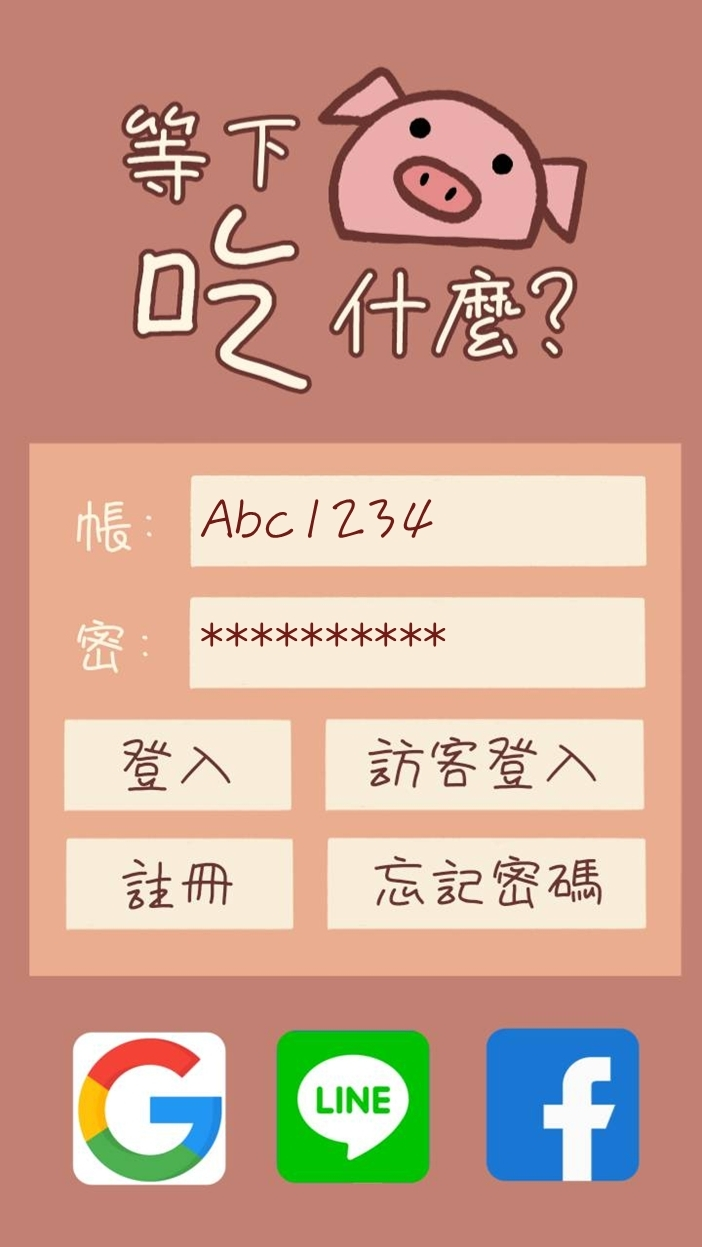 等下
吃什麼?
帳: Abc1234
密: **********
登入 訪客登入
註冊 忘記密碼
G LINE f